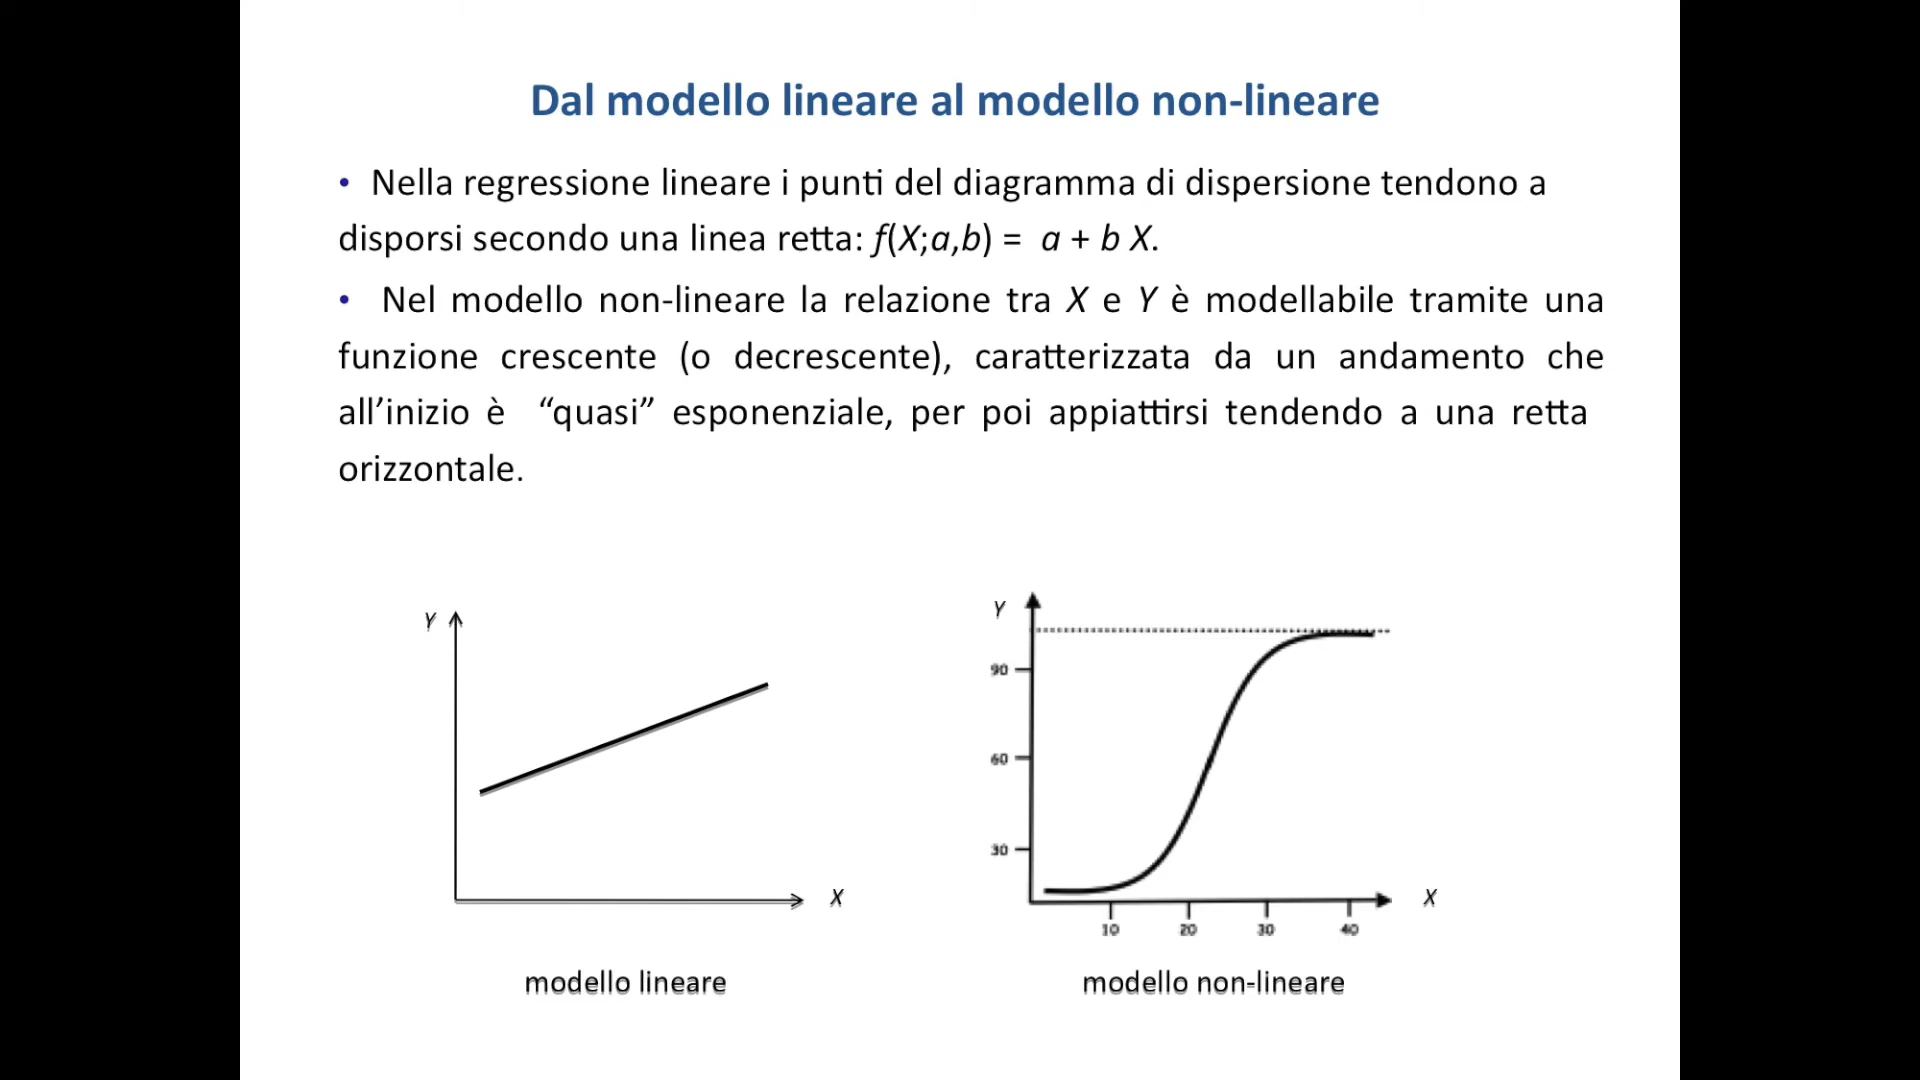 Dal modello lineare al modello non-lineare
• Nella regressione lineare i punti del diagramma di dispersione tendono a
disporsi secondo una linea retta: f(X;a,b) = a + b X.
• Nel modello non-lineare la relazione tra X e Y è modellabile tramite una
funzione crescente (o decrescente), caratterizzata da un andamento che
all’inizio è “quasi” esponenziale, per poi appiattirsi tendendo a una retta
orizzontale.
Y
X
modello lineare
Y
90
60
30
10 20 30 40
X
modello non-lineare